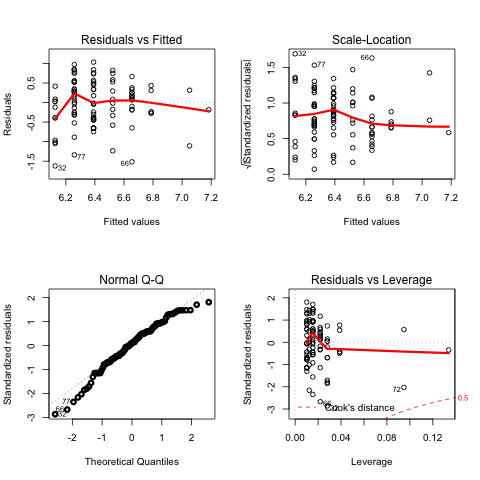 Residuals vs Fitted
Residuals
0.5
-0.5
-1.5
32
77
66
6.2 6.4 6.6 6.8 7.0 7.2
Fitted values
Scale-Location
√|Standardized residuals|
1.5
1.0
0.5
0.0
32
77
66
6.2 6.4 6.6 6.8 7.0 7.2
Fitted values
Normal Q-Q
Standardized residuals
2
1
0
-1
-2
-3
77
66
32
-2 -1 0 1 2
Theoretical Quantiles
Residuals vs Leverage
Standardized residuals
2
1
0
-1
-2
-3
72
66
Cook's distance
0.5
0.00 0.04 0.08 0.12
Leverage